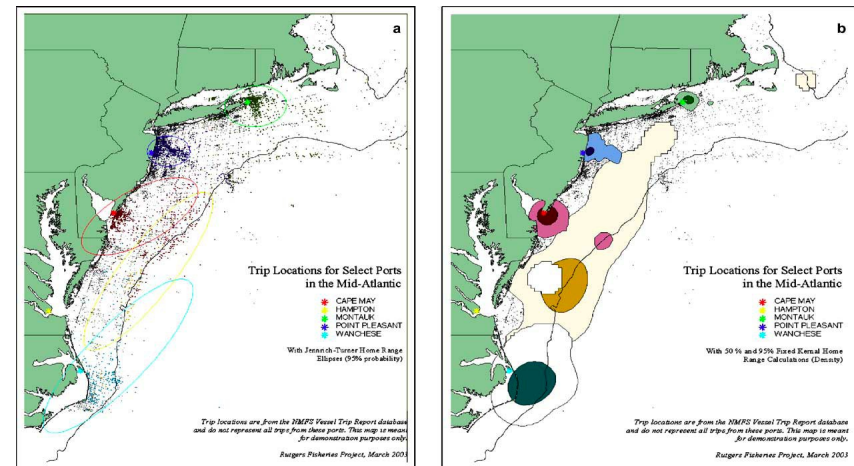 a
Trip Locations for Select Ports
in the Mid-Atlantic
CAPE MAY
HAMPTON
MONTAUK
POINT PLEASANT
WANCHESE
With Jennrich-Turner Home Range
Ellipses (95% probability)
Trip locations are from the NMFS Vessel Trip Report database
and do not represent all trips from these ports. This map is meant
for demonstration purposes only.
Rutgers Fisheries Project, March 2003
b
Trip Locations for Select Ports
in the Mid-Atlantic
CAPE MAY
HAMPTON
MONTAUK
POINT PLEASANT
WANCHESE
With 50 % and 95% Fixed Kernal Home
Range Calculations (Density)
Trip locations are from the NMFS Vessel Trip Report database
and do not represent all trips from these ports. This map is meant
for demonstration purposes only.
Rutgers Fisheries Project, March 2003